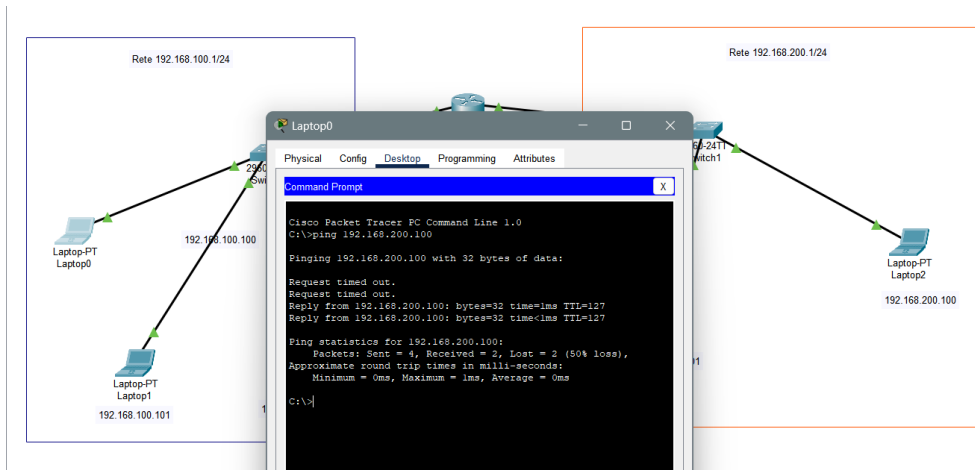 Rete 192.168.100.1/24
Rete 192.168.200.1/24
Laptop0
Physical Config Desktop Programming Attributes
Command Prompt
X
Cisco Packet Tracer PC Command Line 1.0
C:\>ping 192.168.200.100
Pinging 192.168.200.100 with 32 bytes of data:
Request timed out.
Request timed out.
Reply from 192.168.200.100: bytes=32 time=1ms TTL=127
Reply from 192.168.200.100: bytes=32 time<1ms TTL=127
Ping statistics for 192.168.200.100:
Packets: Sent = 4, Received = 2, Lost = 2 (50% loss),
Approximate round trip times in milli-seconds:
Minimum = 0ms, Maximum = 1ms, Average = 0ms
C:\>
Laptop-PT
Laptop0
192.168.100.100
Laptop-PT
Laptop1
192.168.100.101
Laptop-PT
Laptop2
192.168.200.100